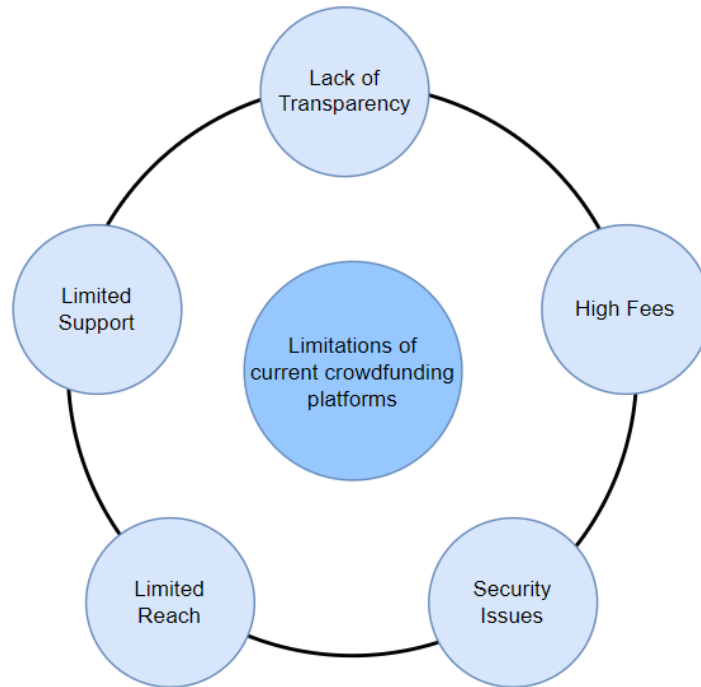 Lack of
Transparency
High Fees
Security
Issues
Limited
Reach
Limited
Support
Limitations of
current crowdfunding
platforms